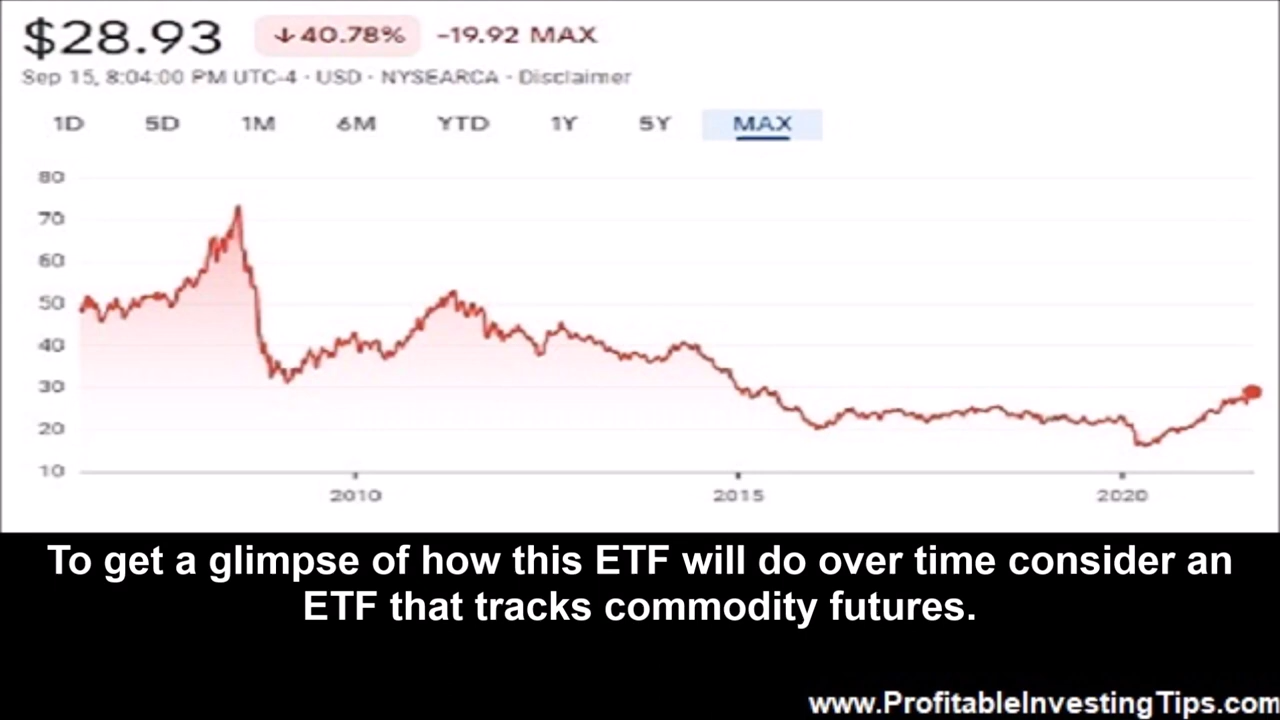 $28.93 ↓40.78% -19.92 MAX
Sep 15, 8:04:00 PM UTC-4 · USD · NYSEARCA · Disclaimer
1D 5D 1M 6M YTD 1Y 5Y MAX
80
70
60
50
40
30
20
10
2010 2015 2020
To get a glimpse of how this ETF will do over time consider an
ETF that tracks commodity futures.
www.ProfitableInvestingTips.com